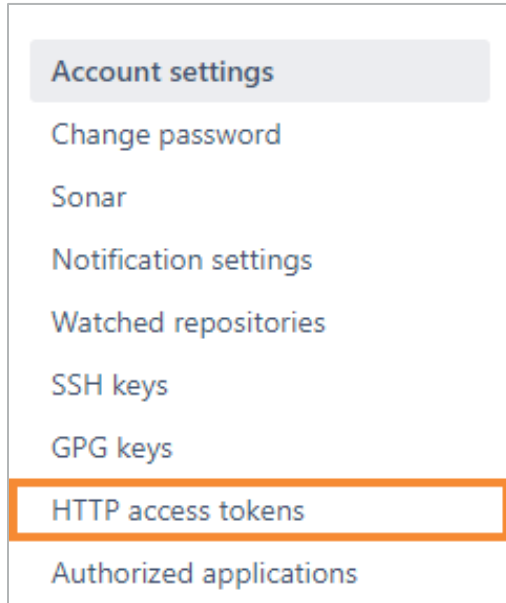 Account settings
Change password
Sonar
Notification settings
Watched repositories
SSH keys
GPG keys
HTTP access tokens
Authorized applications